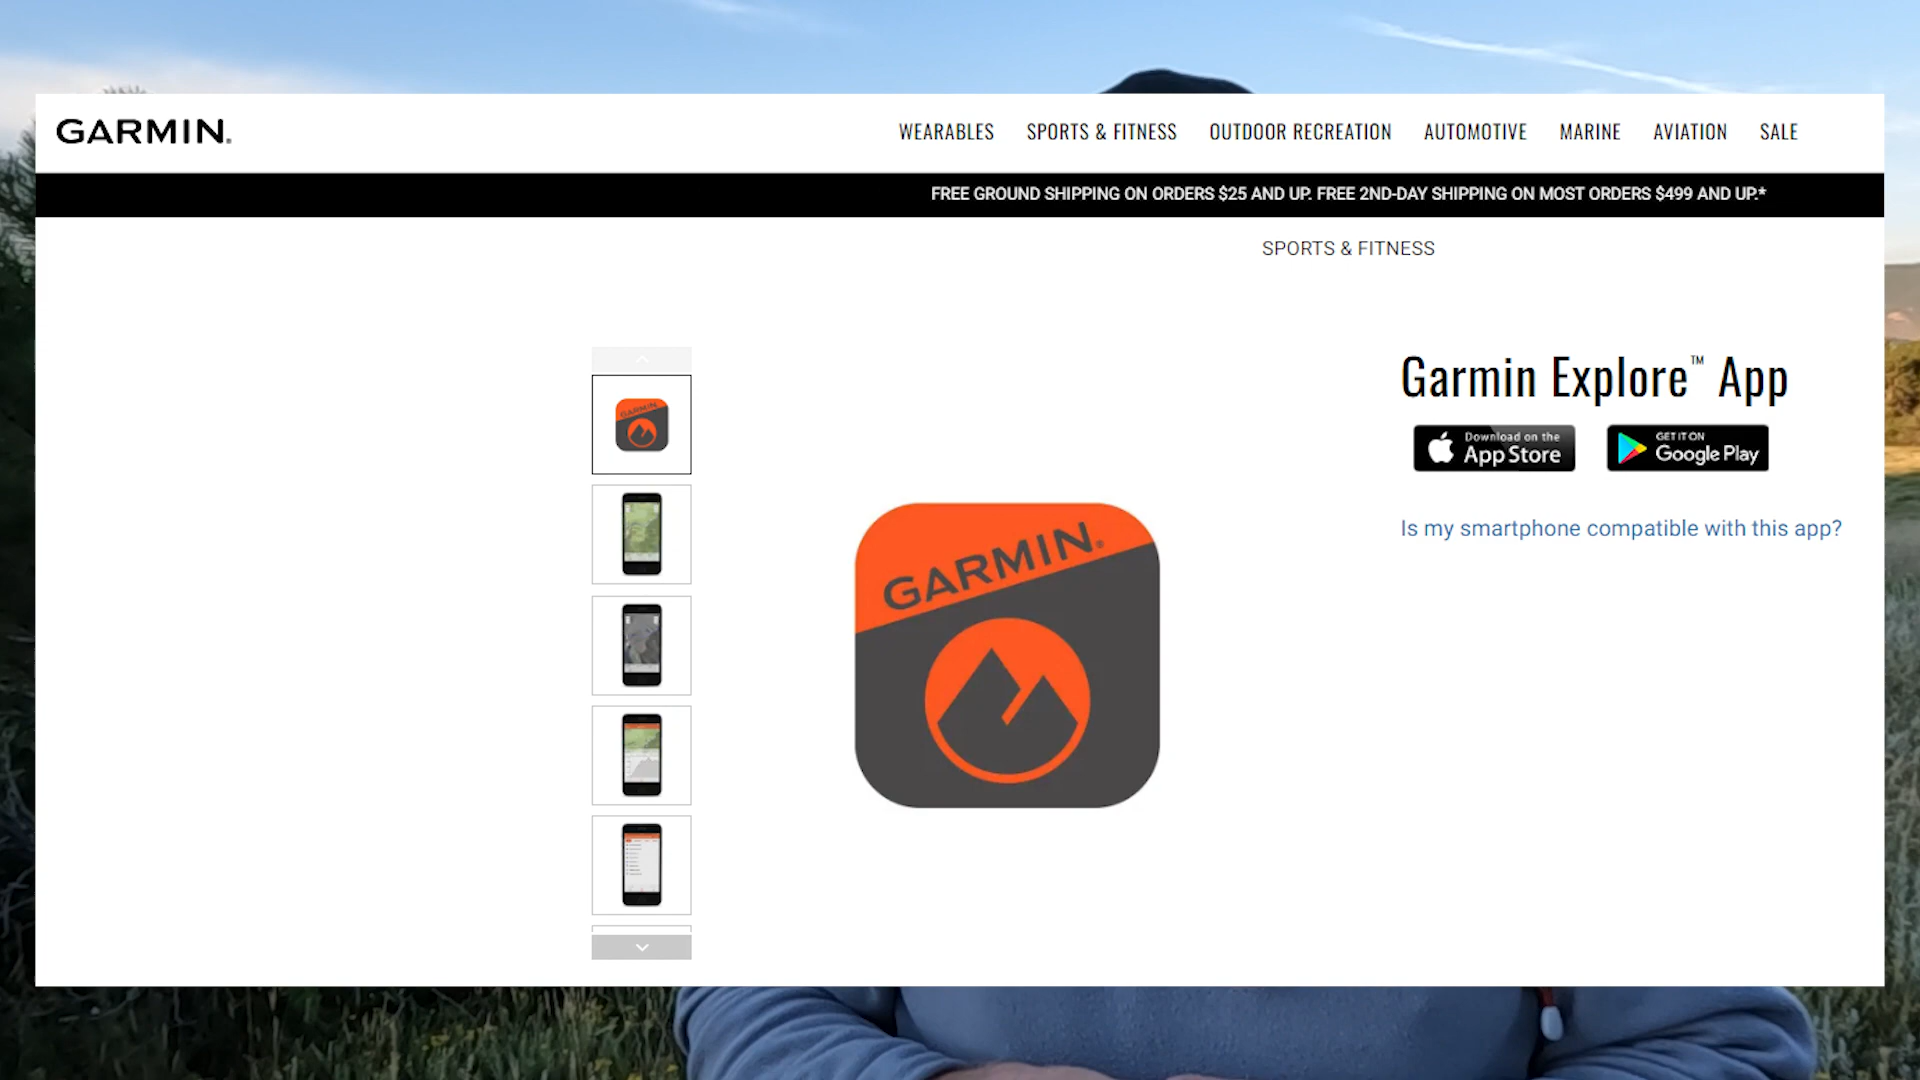 GARMIN.
WEARABLES SPORTS & FITNESS OUTDOOR RECREATION AUTOMOTIVE MARINE AVIATION SALE
FREE GROUND SHIPPING ON ORDERS $25 AND UP. FREE 2ND-DAY SHIPPING ON MOST ORDERS $499 AND UP.*
SPORTS & FITNESS
GARMIN
Garmin Explore™ App
Download on the
App Store
GET IT ON
Google Play
Is my smartphone compatible with this app?
GARMIN®